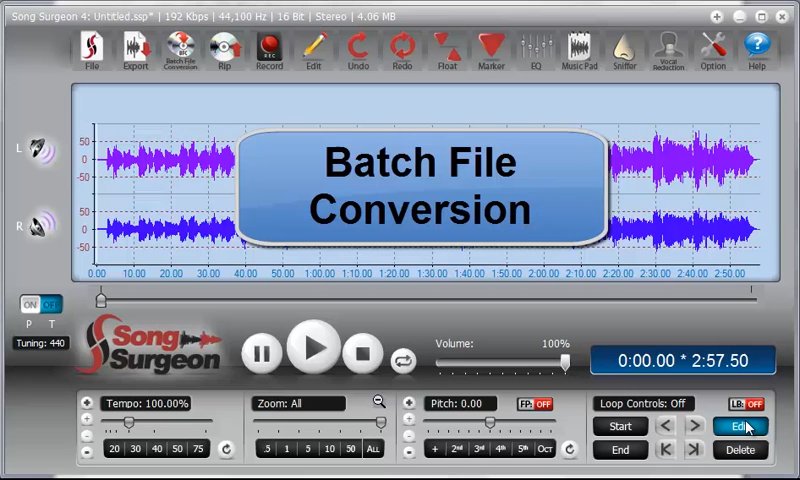 Song Surgeon 4: Untitled.ssp* | 192 Kbps | 44,100 Hz | 16 Bit | Stereo | 4.06 MB
File Export Batch File Conversion Rip Record Edit Undo Redo Float Marker EQ Music Pad Sniffer Vocal Reduction Option Help
REC
L
50
0
-50
R
50
0
-50
Batch File
Conversion
0.00 10.00 20.00 30.00 40.00 50.00 1:00.00 1:10.00 1:20.00 1:30.00 1:40.00 1:50.00 2:00.00 2:10.00 2:20.00 2:30.00 2:40.00 2:50.00
ON OFF
P T
Tuning: 440
Song
Surgeon
Volume: 100%
0:00.00 * 2:57.50
Tempo: 100.00% Zoom: All Pitch: 0.00 FP: OFF Loop Controls: Off LB: OFF
Start < > Edit
20 30 40 50 75 .5 1 5 10 50 ALL + 2nd 3rd 4th 5th Oct End Delete